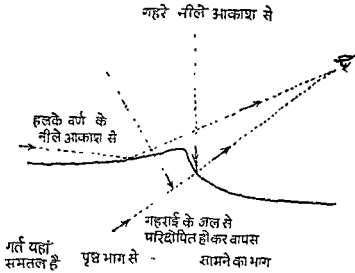 गहरे नीले आकाश से
हलके वर्ण के
नीले आकाश से
गहराई के जल से
परिक्षेपित हो कर वापस
गर्त यहाँ
समतल है
पृष्ठ भाग से
सामने का भाग